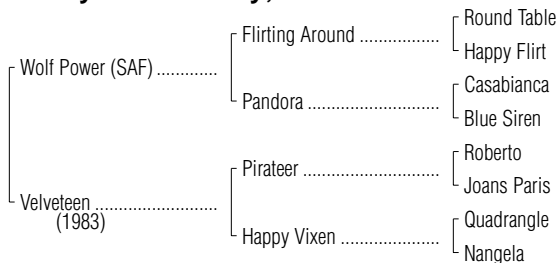 Round Table
Flirting Around ..........................
Happy Flirt
Wolf Power (SAF) .............
Casabianca
Pandora ....................................
Blue Siren
Roberto
Pirateer .....................................
Joans Paris
Velveteen ..........................
(1983)
Quadrangle
Happy Vixen ............................
Nangela